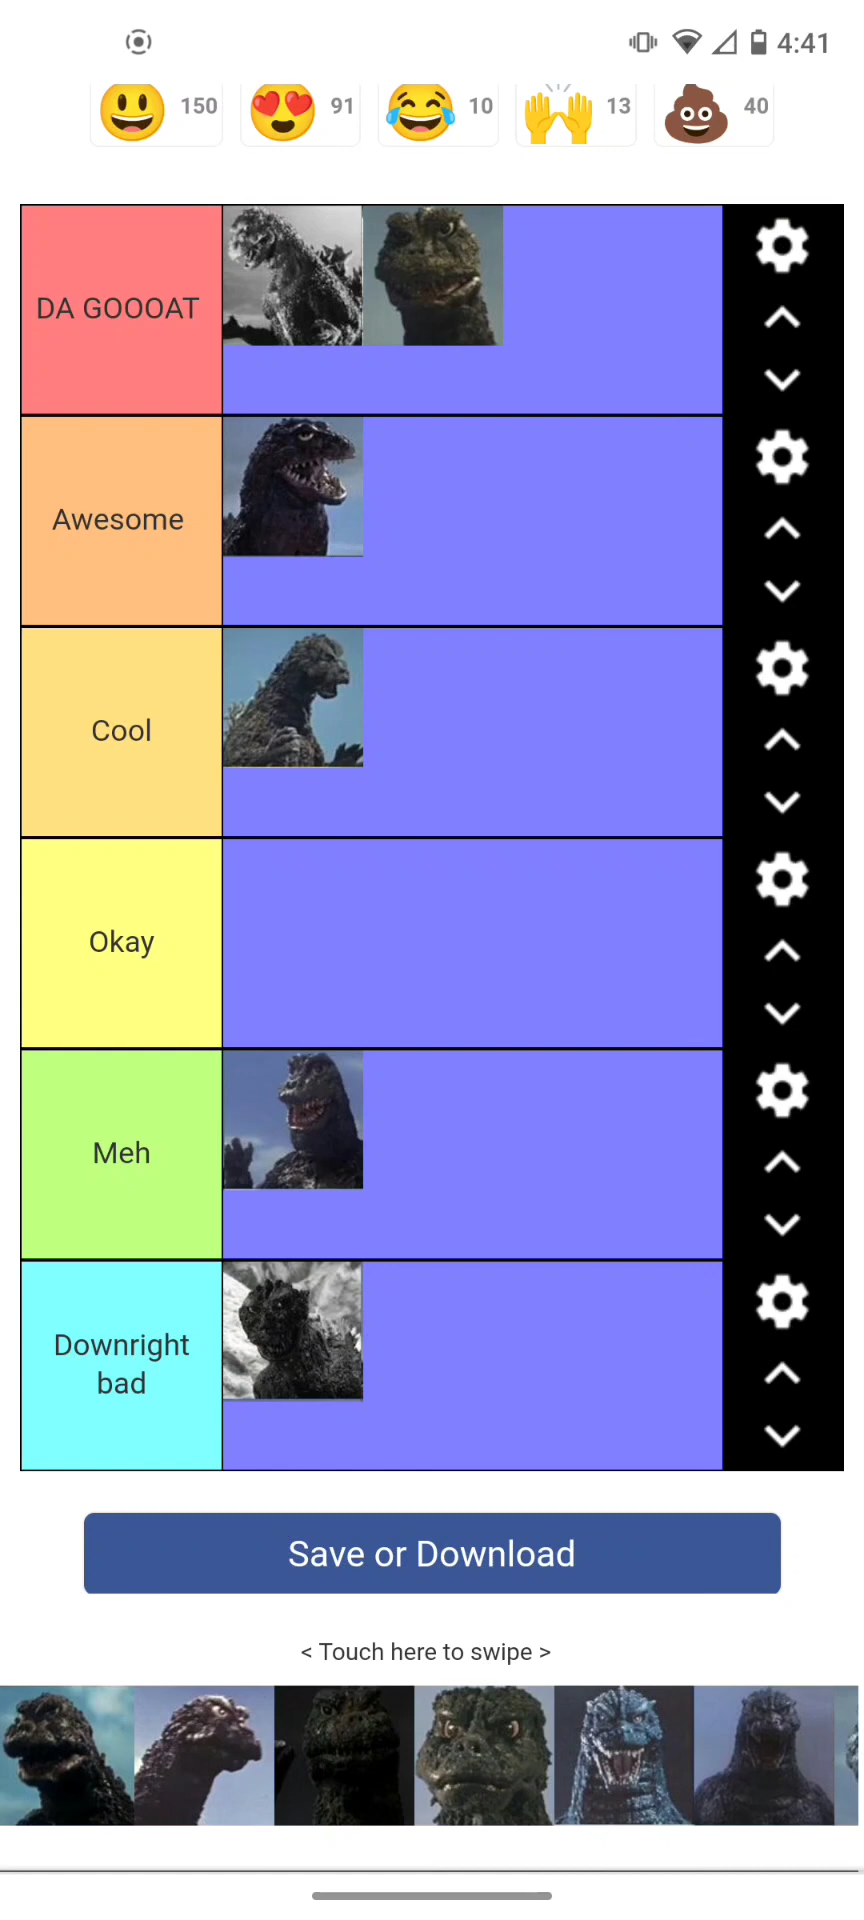 4:41
150 91 10 13 40
DA GOOOAT
Awesome
Cool
Okay
Meh
Downright
bad
Save or Download
< Touch here to swipe >